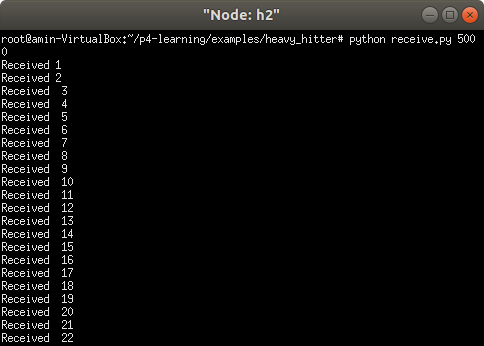 "Node: h2"
root@amin-VirtualBox:~/p4-learning/examples/heavy_hitter# python receive.py 500
0
Received 1
Received 2
Received  3
Received  4
Received  5
Received  6
Received  7
Received  8
Received  9
Received  10
Received  11
Received  12
Received  13
Received  14
Received  15
Received  16
Received  17
Received  18
Received  19
Received  20
Received  21
Received  22